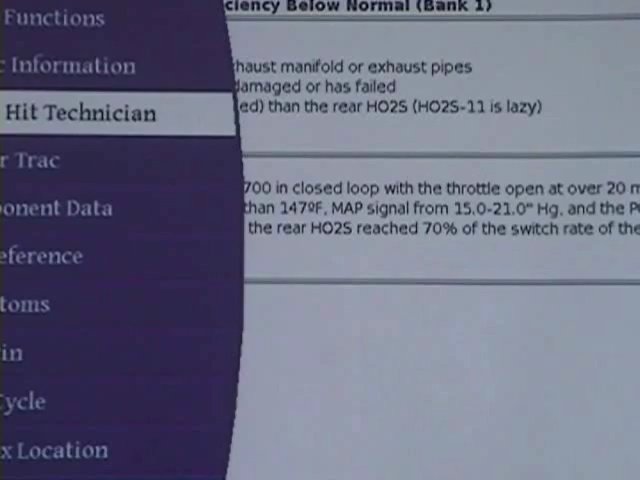 ciency Below Normal (Bank 1)
Functions
c Information
Hit Technician
r Trac
onent Data
eference
toms
in
Cycle
x Location
haust manifold or exhaust pipes
damaged or has failed
ed) than the rear HO2S (HO2S-11 is lazy)
700 in closed loop with the throttle open at over 20 m
than 147ºF, MAP signal from 15.0-21.0" Hg, and the P
the rear HO2S reached 70% of the switch rate of the